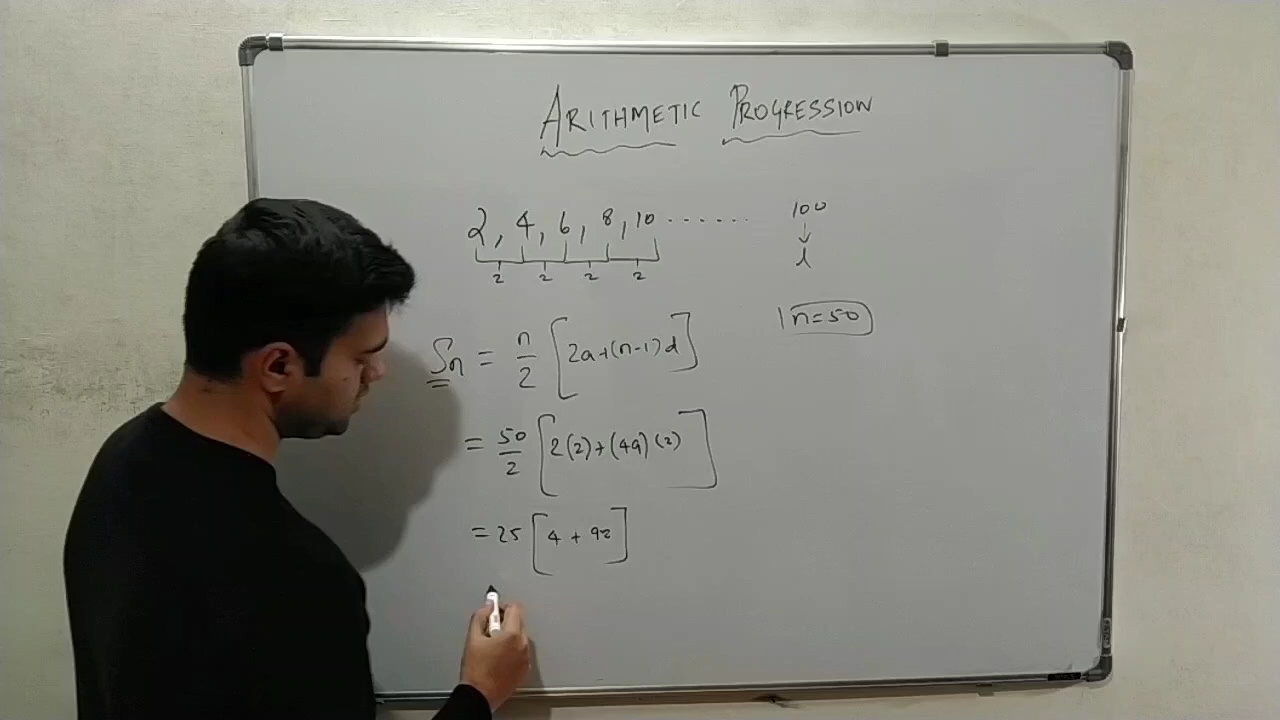 ARITHMETIC PROGRESSION
2, 4, 6, 8, 10 ....... 100
2 2 2 2 l
n=50
Sn = n/2 [2a+(n-1)d]
= 50/2 [2(2)+(49)(2)]
= 25 [4 + 92]